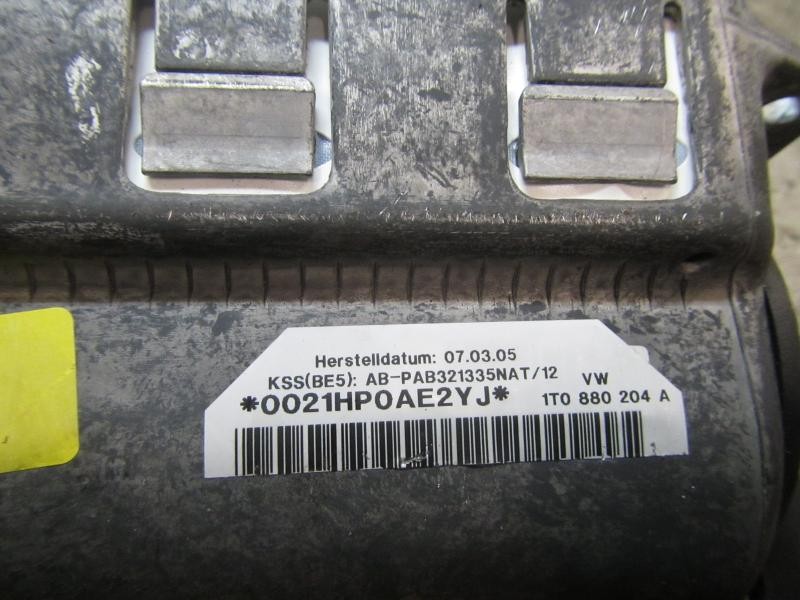 Herstelldatum: 07.03.05
KSS(BE5): AB-PAB321335NAT/12 VW
*0021HP0AE2YJ* 1T0 880 204 A